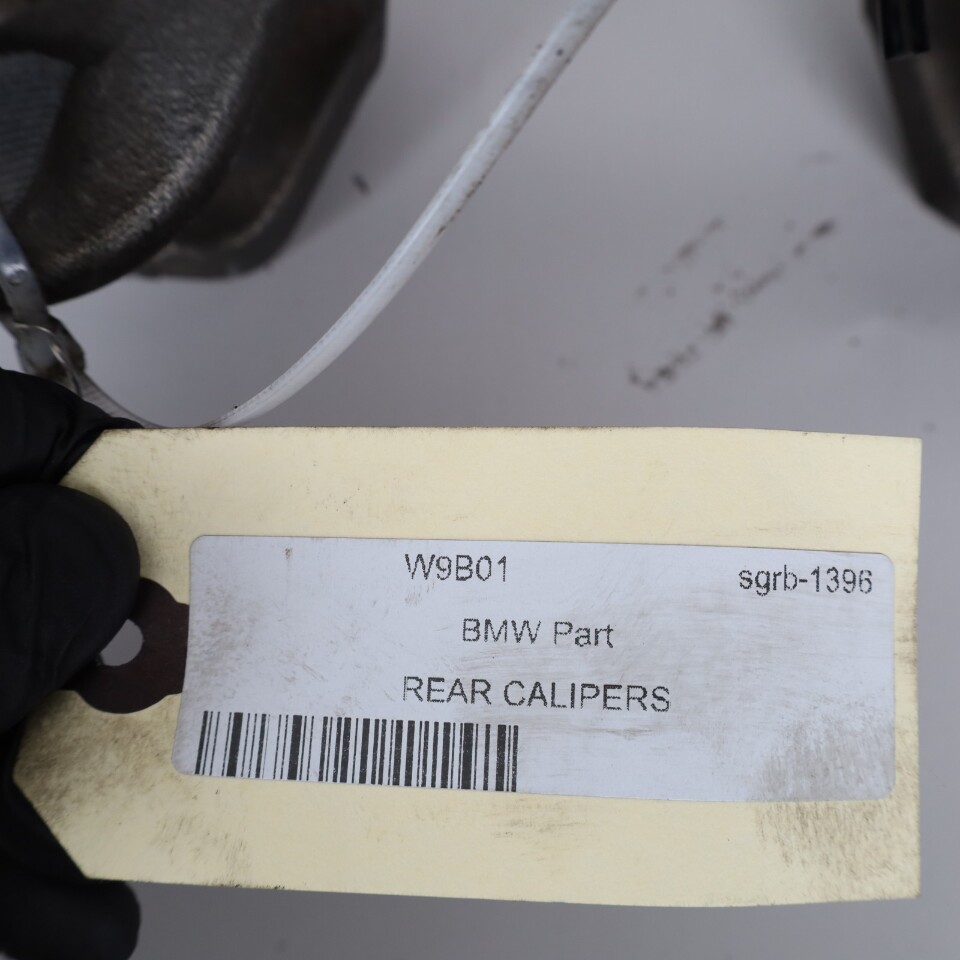 W9B01 sgrb-1396
BMW Part
REAR CALIPERS